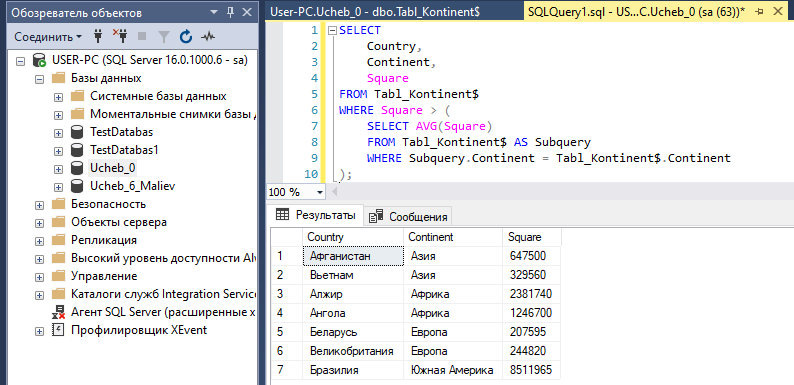 Обозреватель объектов
Соединить
USER-PC (SQL Server 16.0.1000.6 - sa)
Базы данных
Системные базы данных
Моментальные снимки базы д
TestDatabas
TestDatabas1
Ucheb_0
Ucheb_6_Maliev
Безопасность
Объекты сервера
Репликация
Высокий уровень доступности Al
Управление
Каталоги служб Integration Service
Агент SQL Server (расширенные х
Профилировщик XEvent
User-PC.Ucheb_0 - dbo.Tabl_Kontinent$
SQLQuery1.sql - US...C.Ucheb_0 (sa (63))*
1 SELECT
2 Country,
3 Continent,
4 Square
5 FROM Tabl_Kontinent$
6 WHERE Square > (
7 SELECT AVG(Square)
8 FROM Tabl_Kontinent$ AS Subquery
9 WHERE Subquery.Continent = Tabl_Kontinent$.Continent
10 );
100 %
Результаты Сообщения
Country Continent Square
1 Афганистан Азия 647500
2 Вьетнам Азия 329560
3 Алжир Африка 2381740
4 Ангола Африка 1246700
5 Беларусь Европа 207595
6 Великобритания Европа 244820
7 Бразилия Южная Америка 8511965